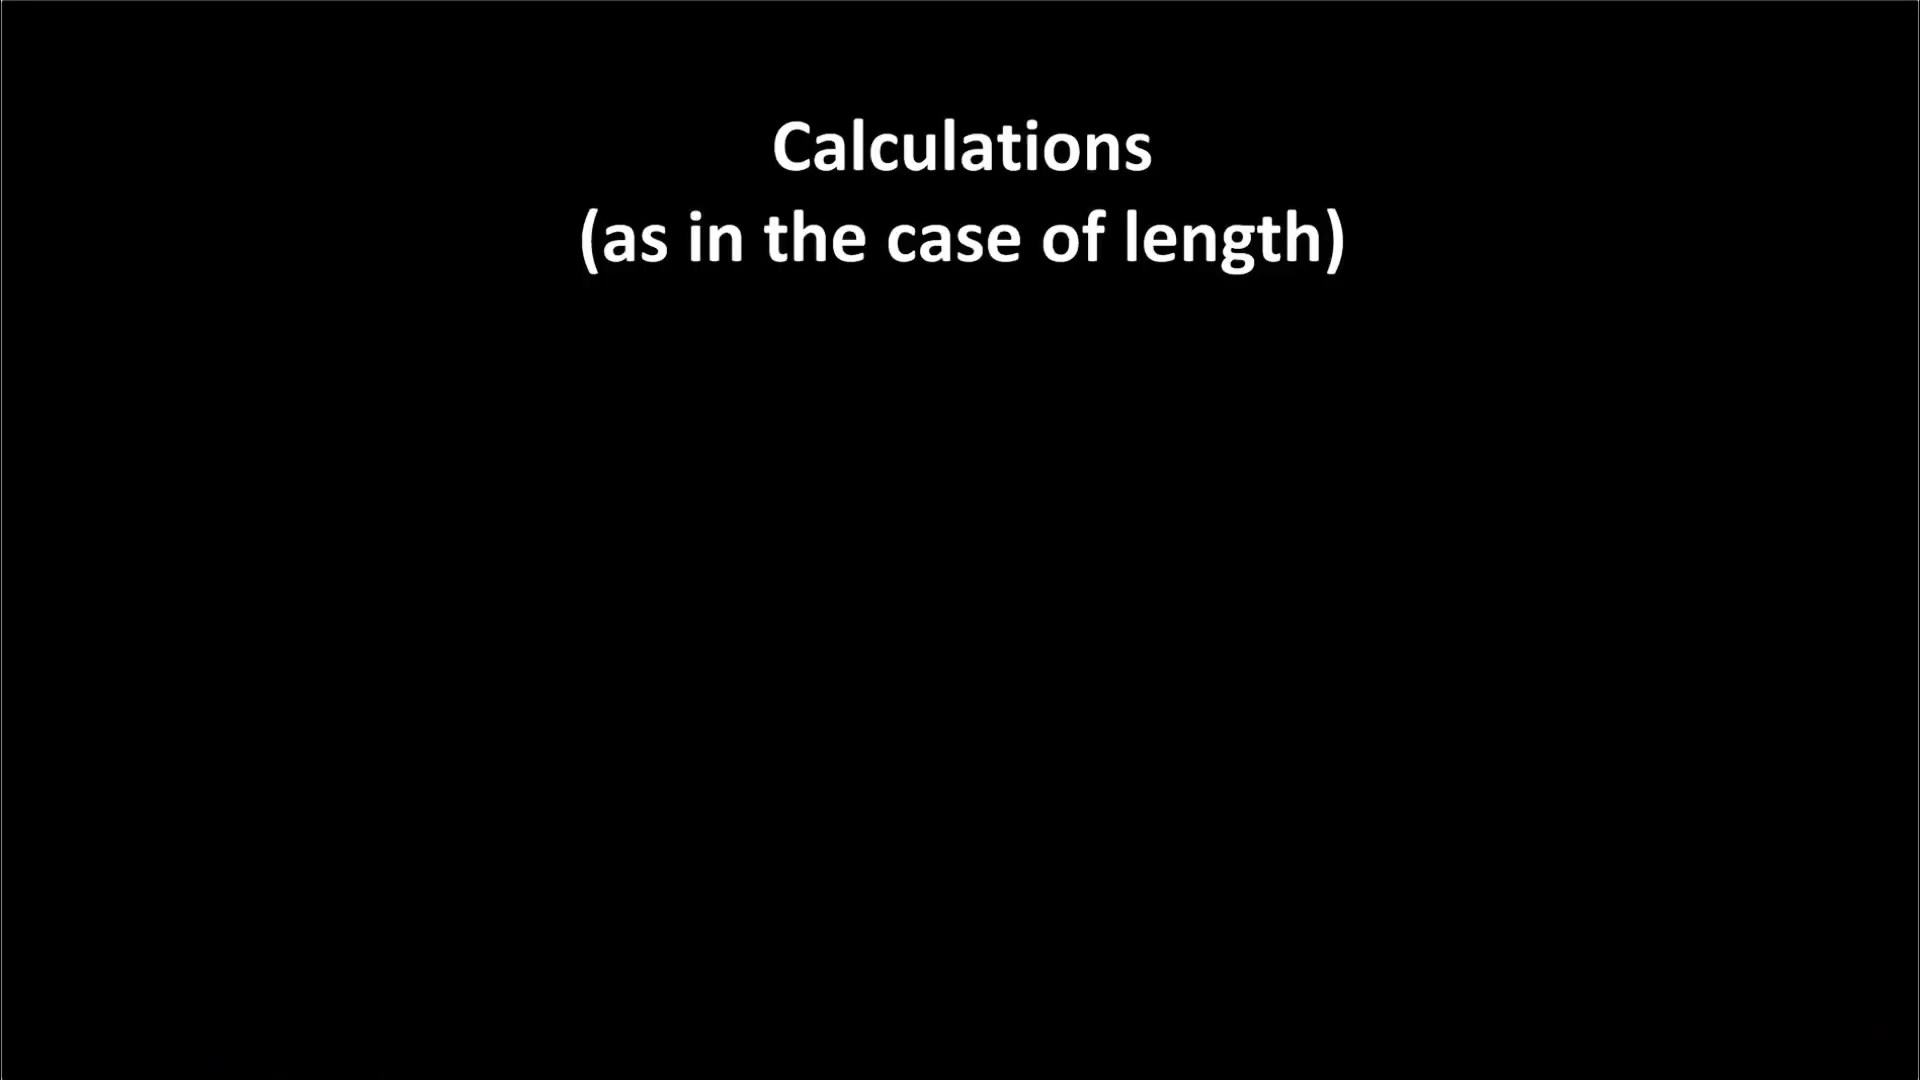 Calculations
(as in the case of length)